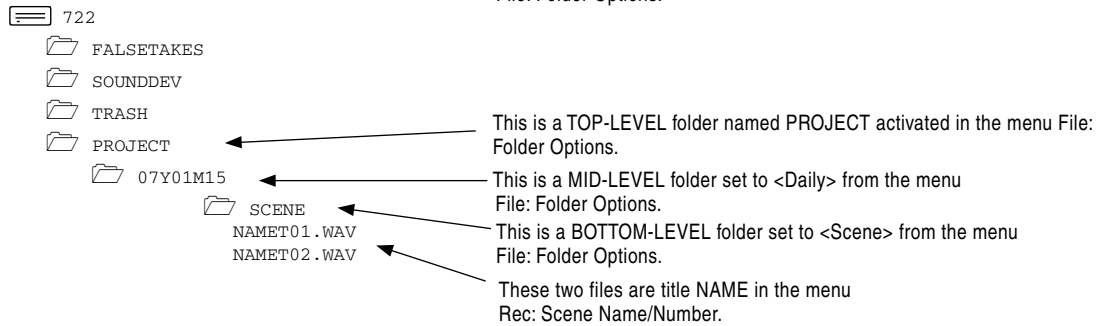 File: Folder Options.
722
FALSETAKES
SOUNDDEV
TRASH
PROJECT
This is a TOP-LEVEL folder named PROJECT activated in the menu File:
Folder Options.
07Y01M15
This is a MID-LEVEL folder set to <Daily> from the menu
File: Folder Options.
SCENE
This is a BOTTOM-LEVEL folder set to <Scene> from the menu
File: Folder Options.
NAMET01.WAV
NAMET02.WAV
These two files are title NAME in the menu
Rec: Scene Name/Number.